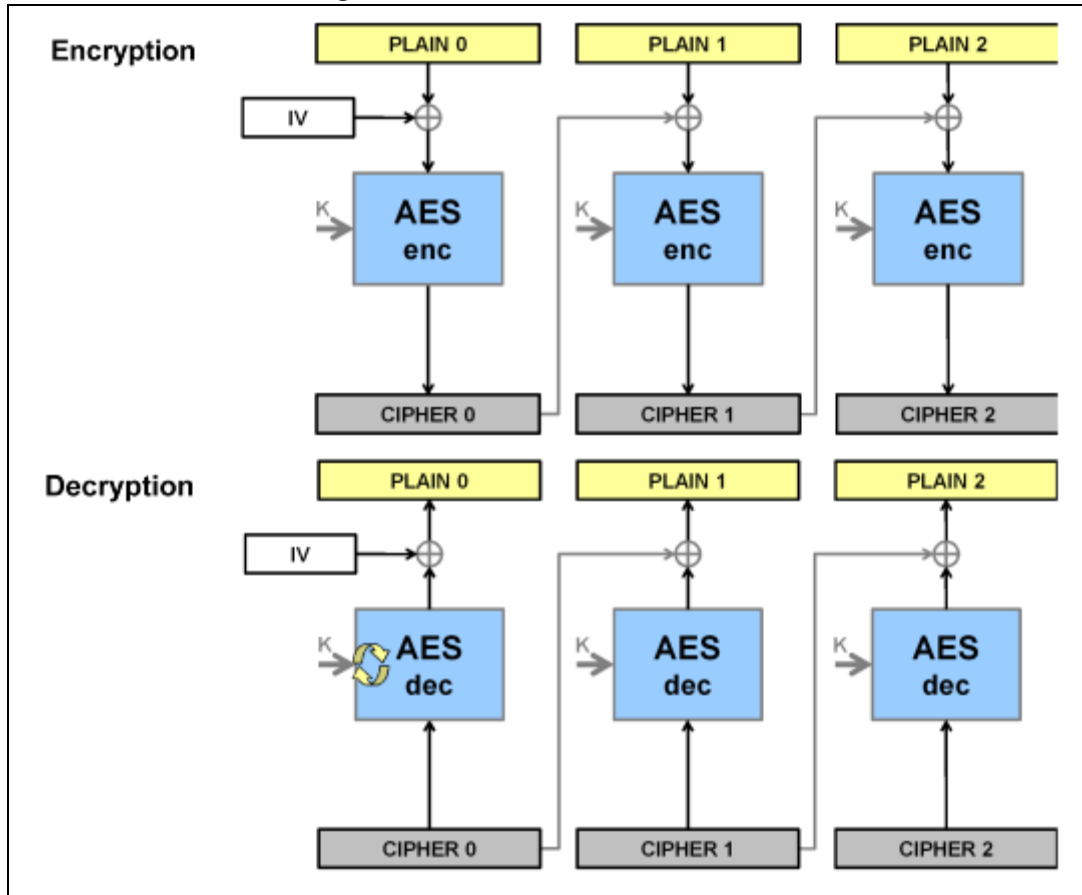 Encryption
PLAIN 0
PLAIN 1
PLAIN 2
IV
K
AES
enc
K
AES
enc
K
AES
enc
CIPHER 0
CIPHER 1
CIPHER 2
Decryption
PLAIN 0
PLAIN 1
PLAIN 2
IV
K
AES
dec
K
AES
dec
K
AES
dec
CIPHER 0
CIPHER 1
CIPHER 2